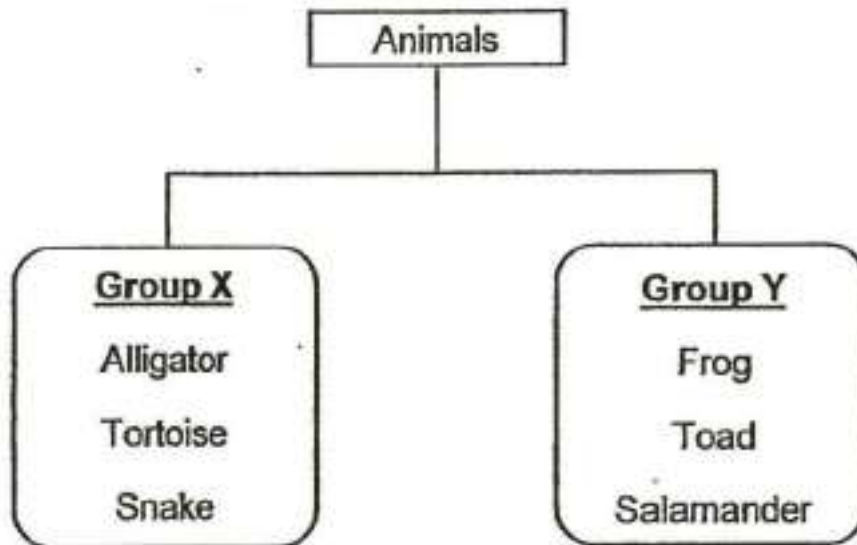 Animals
Group X
Alligator
Tortoise
Snake
Group Y
Frog
Toad
Salamander